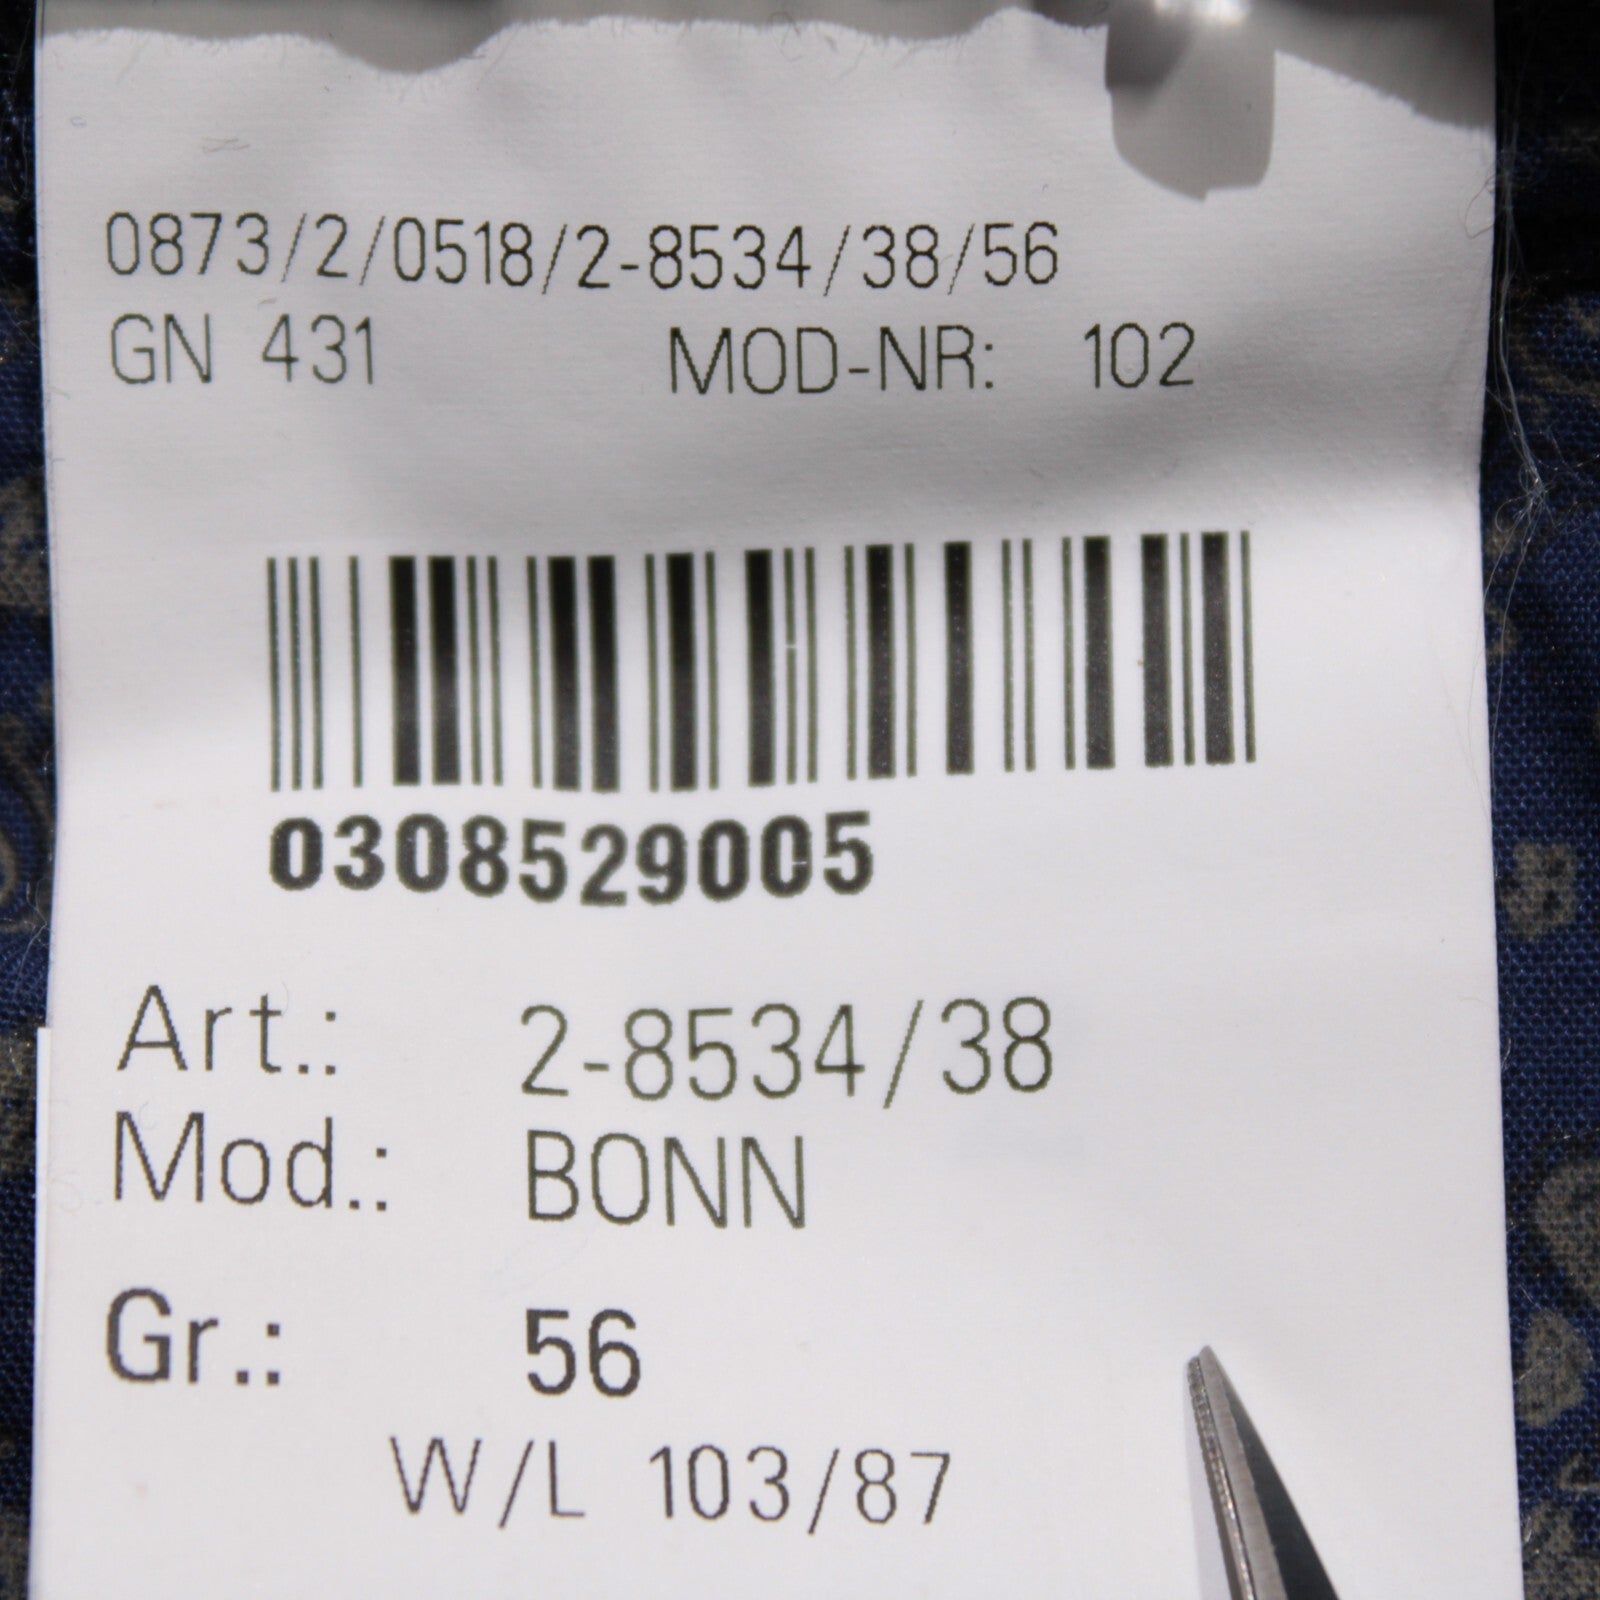 0873/2/0518/2-8534/38/56
GN 431 MOD-NR: 102
0308529005
Art.: 2-8534/38
Mod.: BONN
Gr.: 56
W/L 103/87